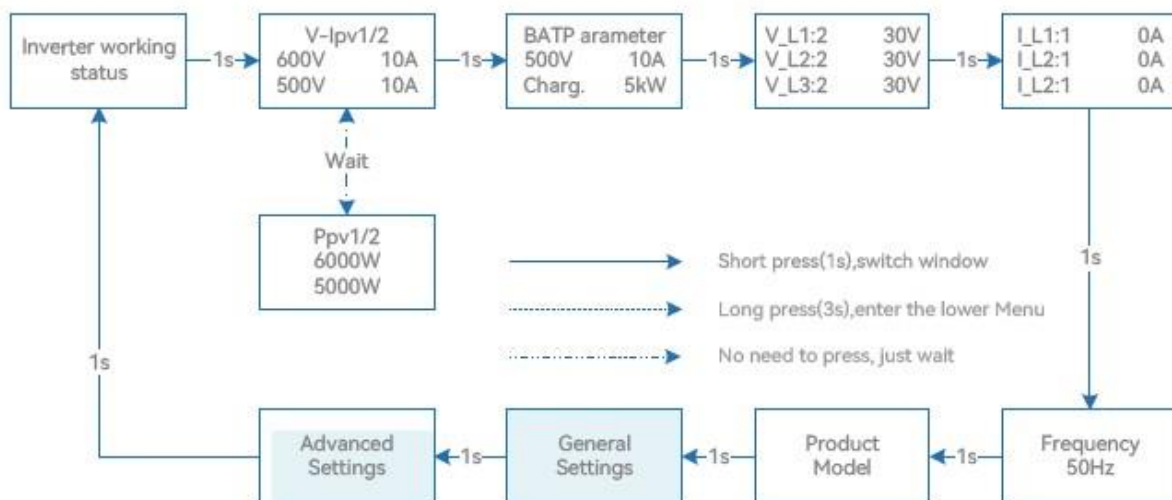 Inverter working
status
1s
V-Ipv1/2
600V 10A
500V 10A
1s
BATP arameter
500V 10A
Charg. 5kW
1s
V_L1:2 30V
V_L2:2 30V
V_L3:2 30V
1s
I_L1:1 0A
I_L2:1 0A
I_L2:1 0A
Wait
Ppv1/2
6000W
5000W
Short press(1s),switch window
Long press(3s),enter the lower Menu
No need to press, just wait
1s
1s
Advanced
Settings
1s
General
Settings
1s
Product
Model
1s
Frequency
50Hz